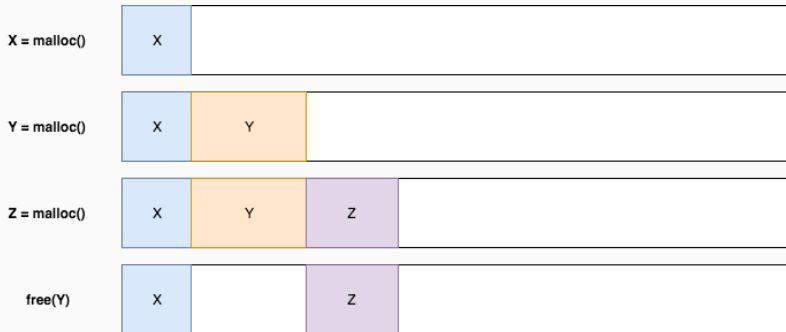 X = malloc() X
Y = malloc() X Y
Z = malloc() X Y Z
free(Y) X Z